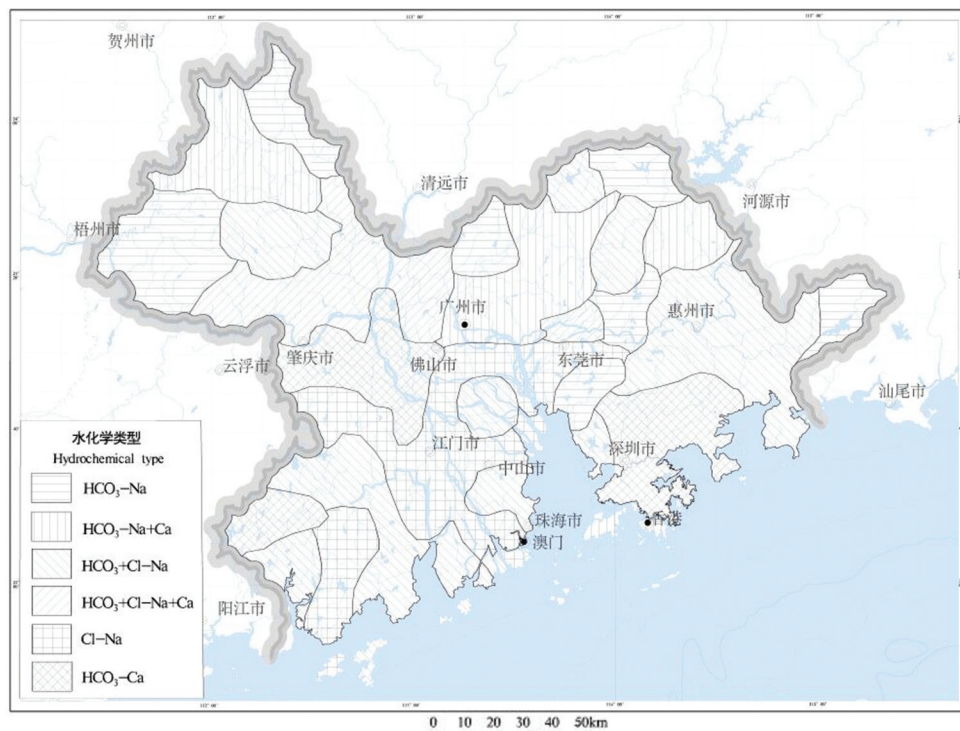 贺州市
清远市
河源市
梧州市
广州市
惠州市
云浮市
肇庆市
佛山市
东莞市
汕尾市
江门市
深圳市
中山市
珠海市
香港
澳门
阳江市
水化学类型
Hydrochemical type
HCO₃−Na
HCO₃−Na+Ca
HCO₃+Cl−Na
HCO₃+Cl−Na+Ca
Cl−Na
HCO₃−Ca
0 10 20 30 40 50km